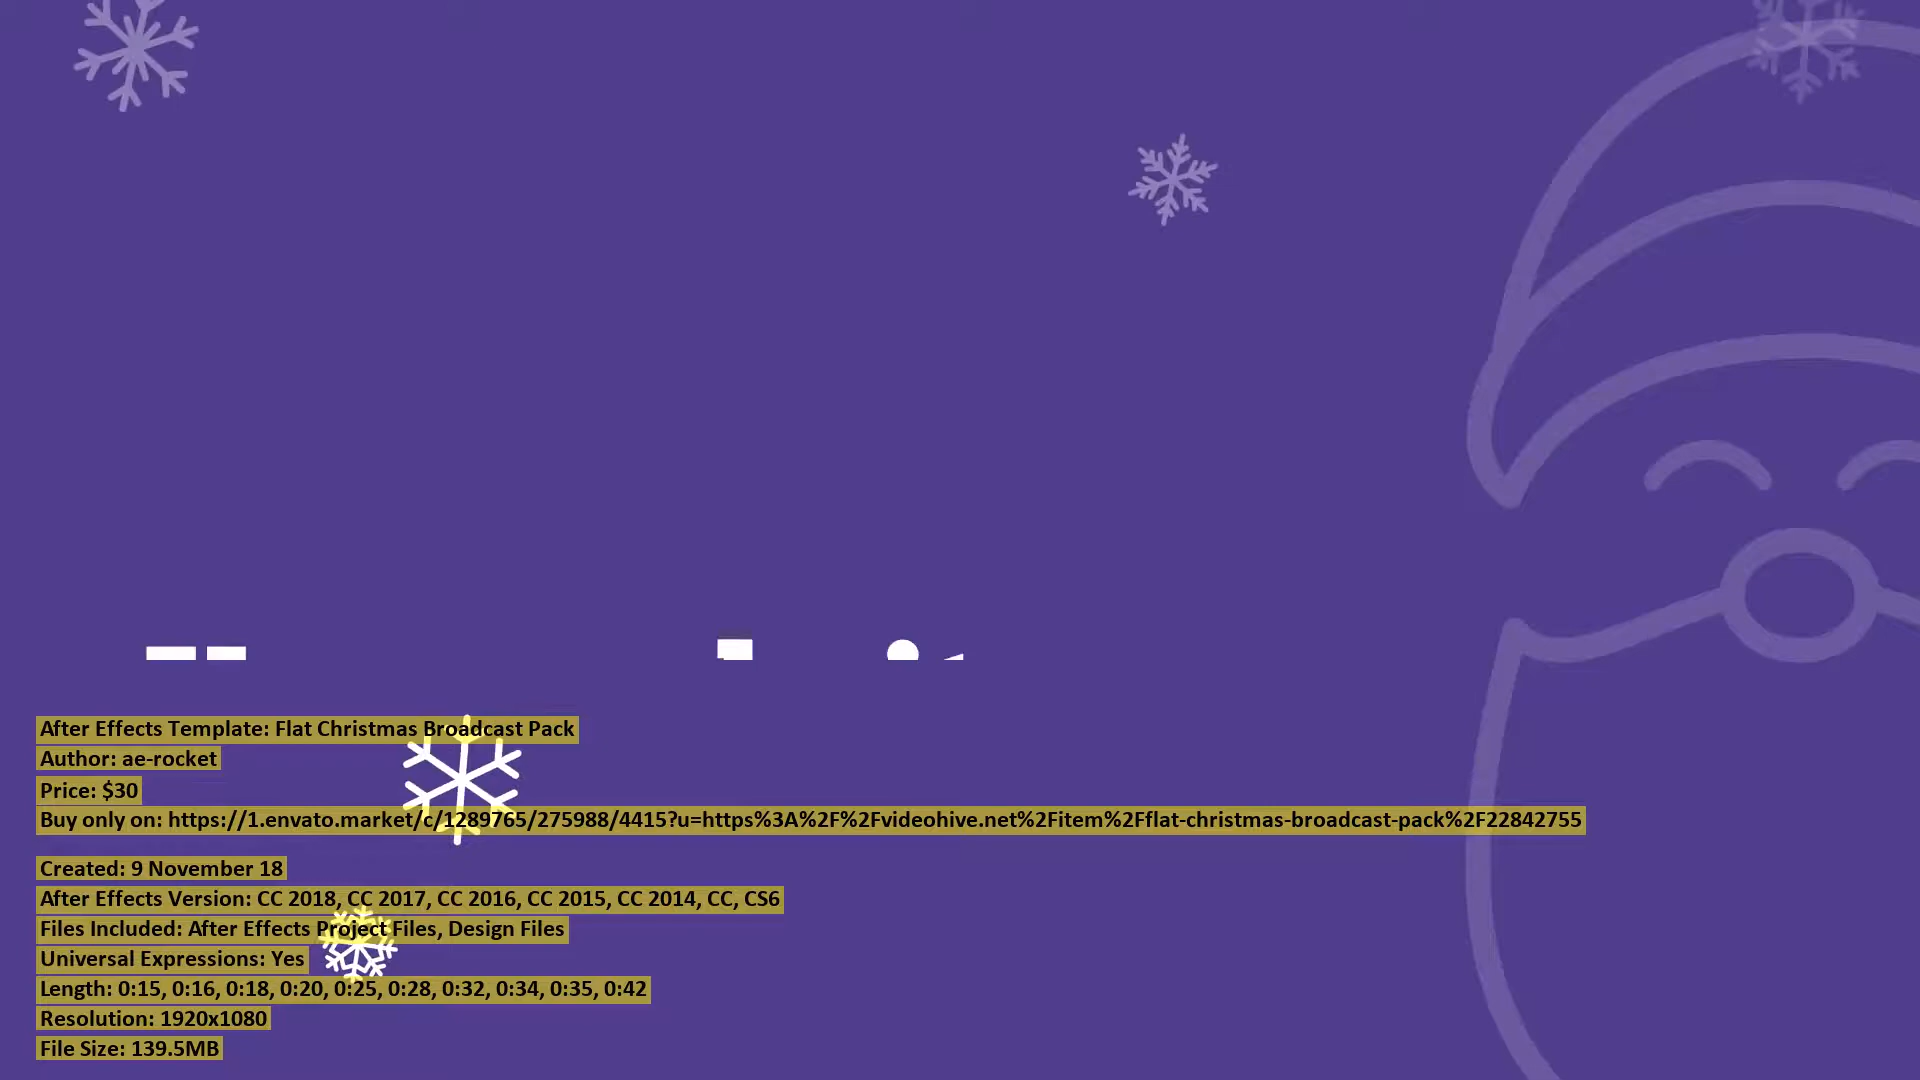 After Effects Template: Flat Christmas Broadcast Pack
Author: ae-rocket
Price: $30
Buy only on: https://1.envato.market/c/1289765/275988/4415?u=https%3A%2F%2Fvideohive.net%2Fitem%2Fflat-christmas-broadcast-pack%2F22842755
Created: 9 November 18
After Effects Version: CC 2018, CC 2017, CC 2016, CC 2015, CC 2014, CC, CS6
Files Included: After Effects Project Files, Design Files
Universal Expressions: Yes
Length: 0:15, 0:16, 0:18, 0:20, 0:25, 0:28, 0:32, 0:34, 0:35, 0:42
Resolution: 1920x1080
File Size: 139.5MB